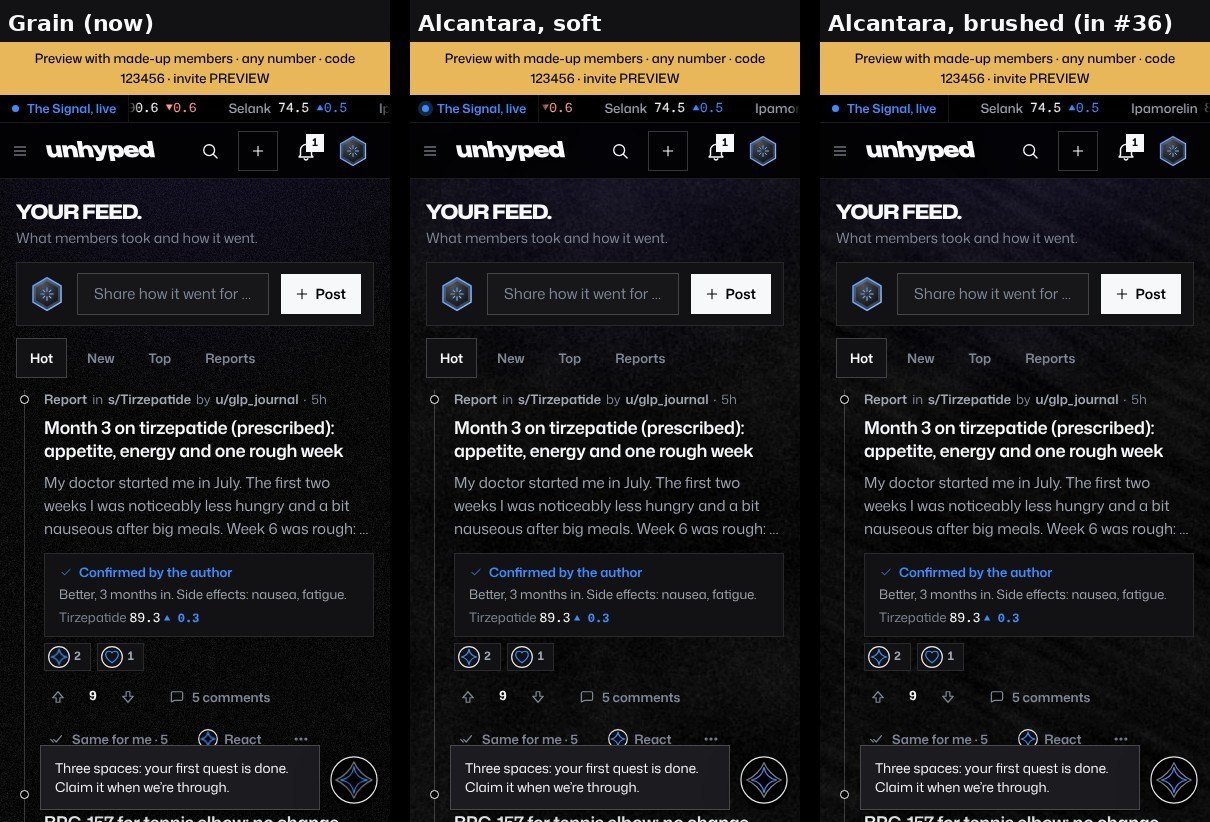 Grain (now)
Preview with made-up members · any number · code
123456 · invite PREVIEW
The Signal, live 0.6 ▼0.6 Selank 74.5 ▲0.5
unhyped 1
YOUR FEED.
What members took and how it went.
Share how it went for ... + Post
Hot New Top Reports
Report in s/Tirzepatide by u/glp_journal · 5h
Month 3 on tirzepatide (prescribed):
appetite, energy and one rough week
My doctor started me in July. The first two
weeks I was noticeably less hungry and a bit
nauseous after big meals. Week 6 was rough: ...
Confirmed by the author
Better, 3 months in. Side effects: nausea, fatigue.
Tirzepatide 89.3 ▲ 0.3
2 1
9 5 comments
Same for me · 5 React ...
Three spaces: your first quest is done.
Claim it when we're through.
Alcantara, soft
Preview with made-up members · any number · code
123456 · invite PREVIEW
The Signal, live ▼0.6 Selank 74.5 ▲0.5 Ipamor
unhyped 1
YOUR FEED.
What members took and how it went.
Share how it went for ... + Post
Hot New Top Reports
Report in s/Tirzepatide by u/glp_journal · 5h
Month 3 on tirzepatide (prescribed):
appetite, energy and one rough week
My doctor started me in July. The first two
weeks I was noticeably less hungry and a bit
nauseous after big meals. Week 6 was rough: ...
Confirmed by the author
Better, 3 months in. Side effects: nausea, fatigue.
Tirzepatide 89.3 ▲ 0.3
2 1
9 5 comments
Same for me · 5 React ...
Three spaces: your first quest is done.
Claim it when we're through.
Alcantara, brushed (in #36)
Preview with made-up members · any number · code
123456 · invite PREVIEW
The Signal, live Selank 74.5 ▲0.5 Ipamorelin
unhyped 1
YOUR FEED.
What members took and how it went.
Share how it went for ... + Post
Hot New Top Reports
Report in s/Tirzepatide by u/glp_journal · 5h
Month 3 on tirzepatide (prescribed):
appetite, energy and one rough week
My doctor started me in July. The first two
weeks I was noticeably less hungry and a bit
nauseous after big meals. Week 6 was rough: ...
Confirmed by the author
Better, 3 months in. Side effects: nausea, fatigue.
Tirzepatide 89.3 ▲ 0.3
2 1
9 5 comments
Same for me · 5 React ...
Three spaces: your first quest is done.
Claim it when we're through.